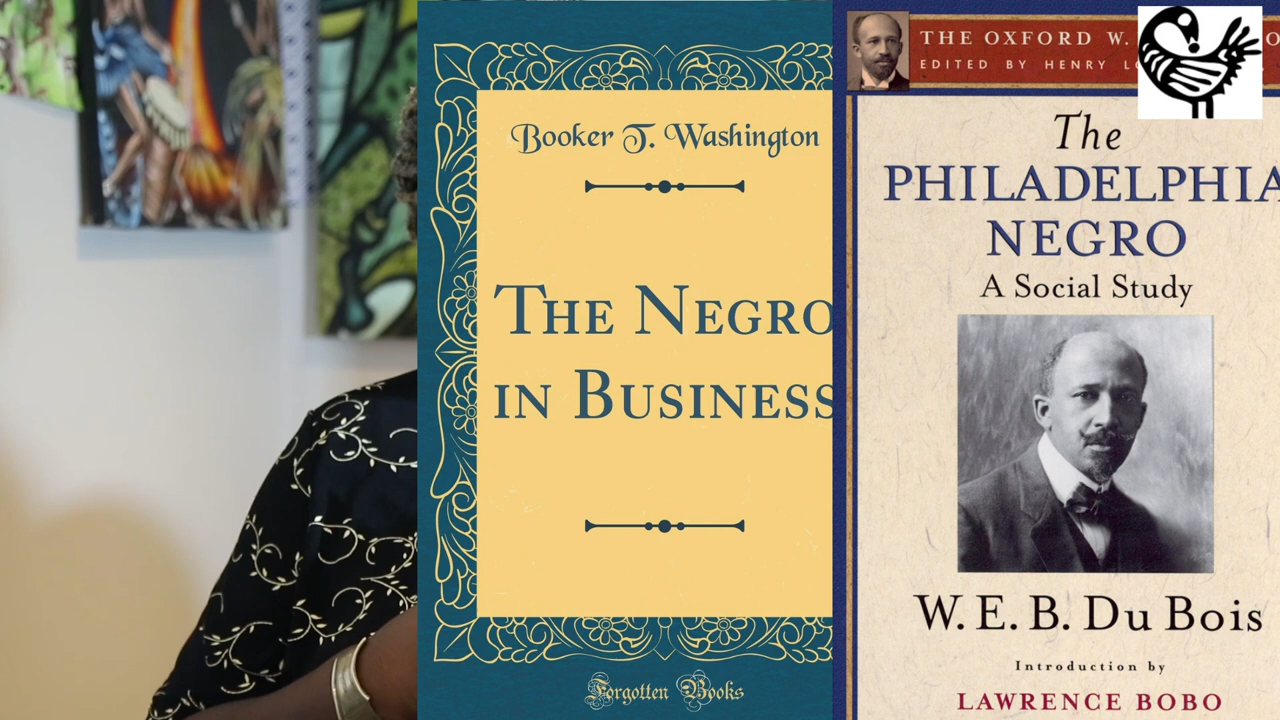 Booker T. Washington
THE NEGRO
IN BUSINESS
Forgotten Books
THE OXFORD W.
EDITED BY HENRY
The
PHILADELPHIA
NEGRO
A Social Study
W. E. B. Du Bois
Introduction by
LAWRENCE BOBO